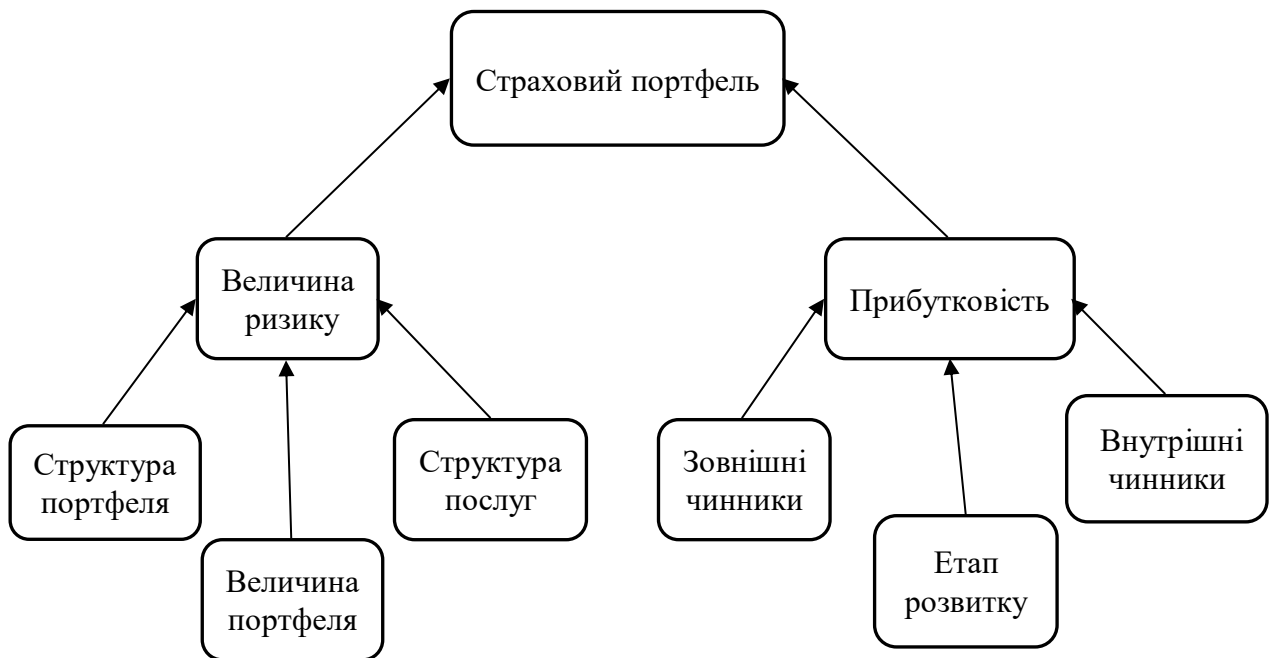 Страховий портфель
Величина
ризику
Прибутковість
Структура
портфеля
Величина
портфеля
Структура
послуг
Зовнішні
чинники
Етап
розвитку
Внутрішні
чинники